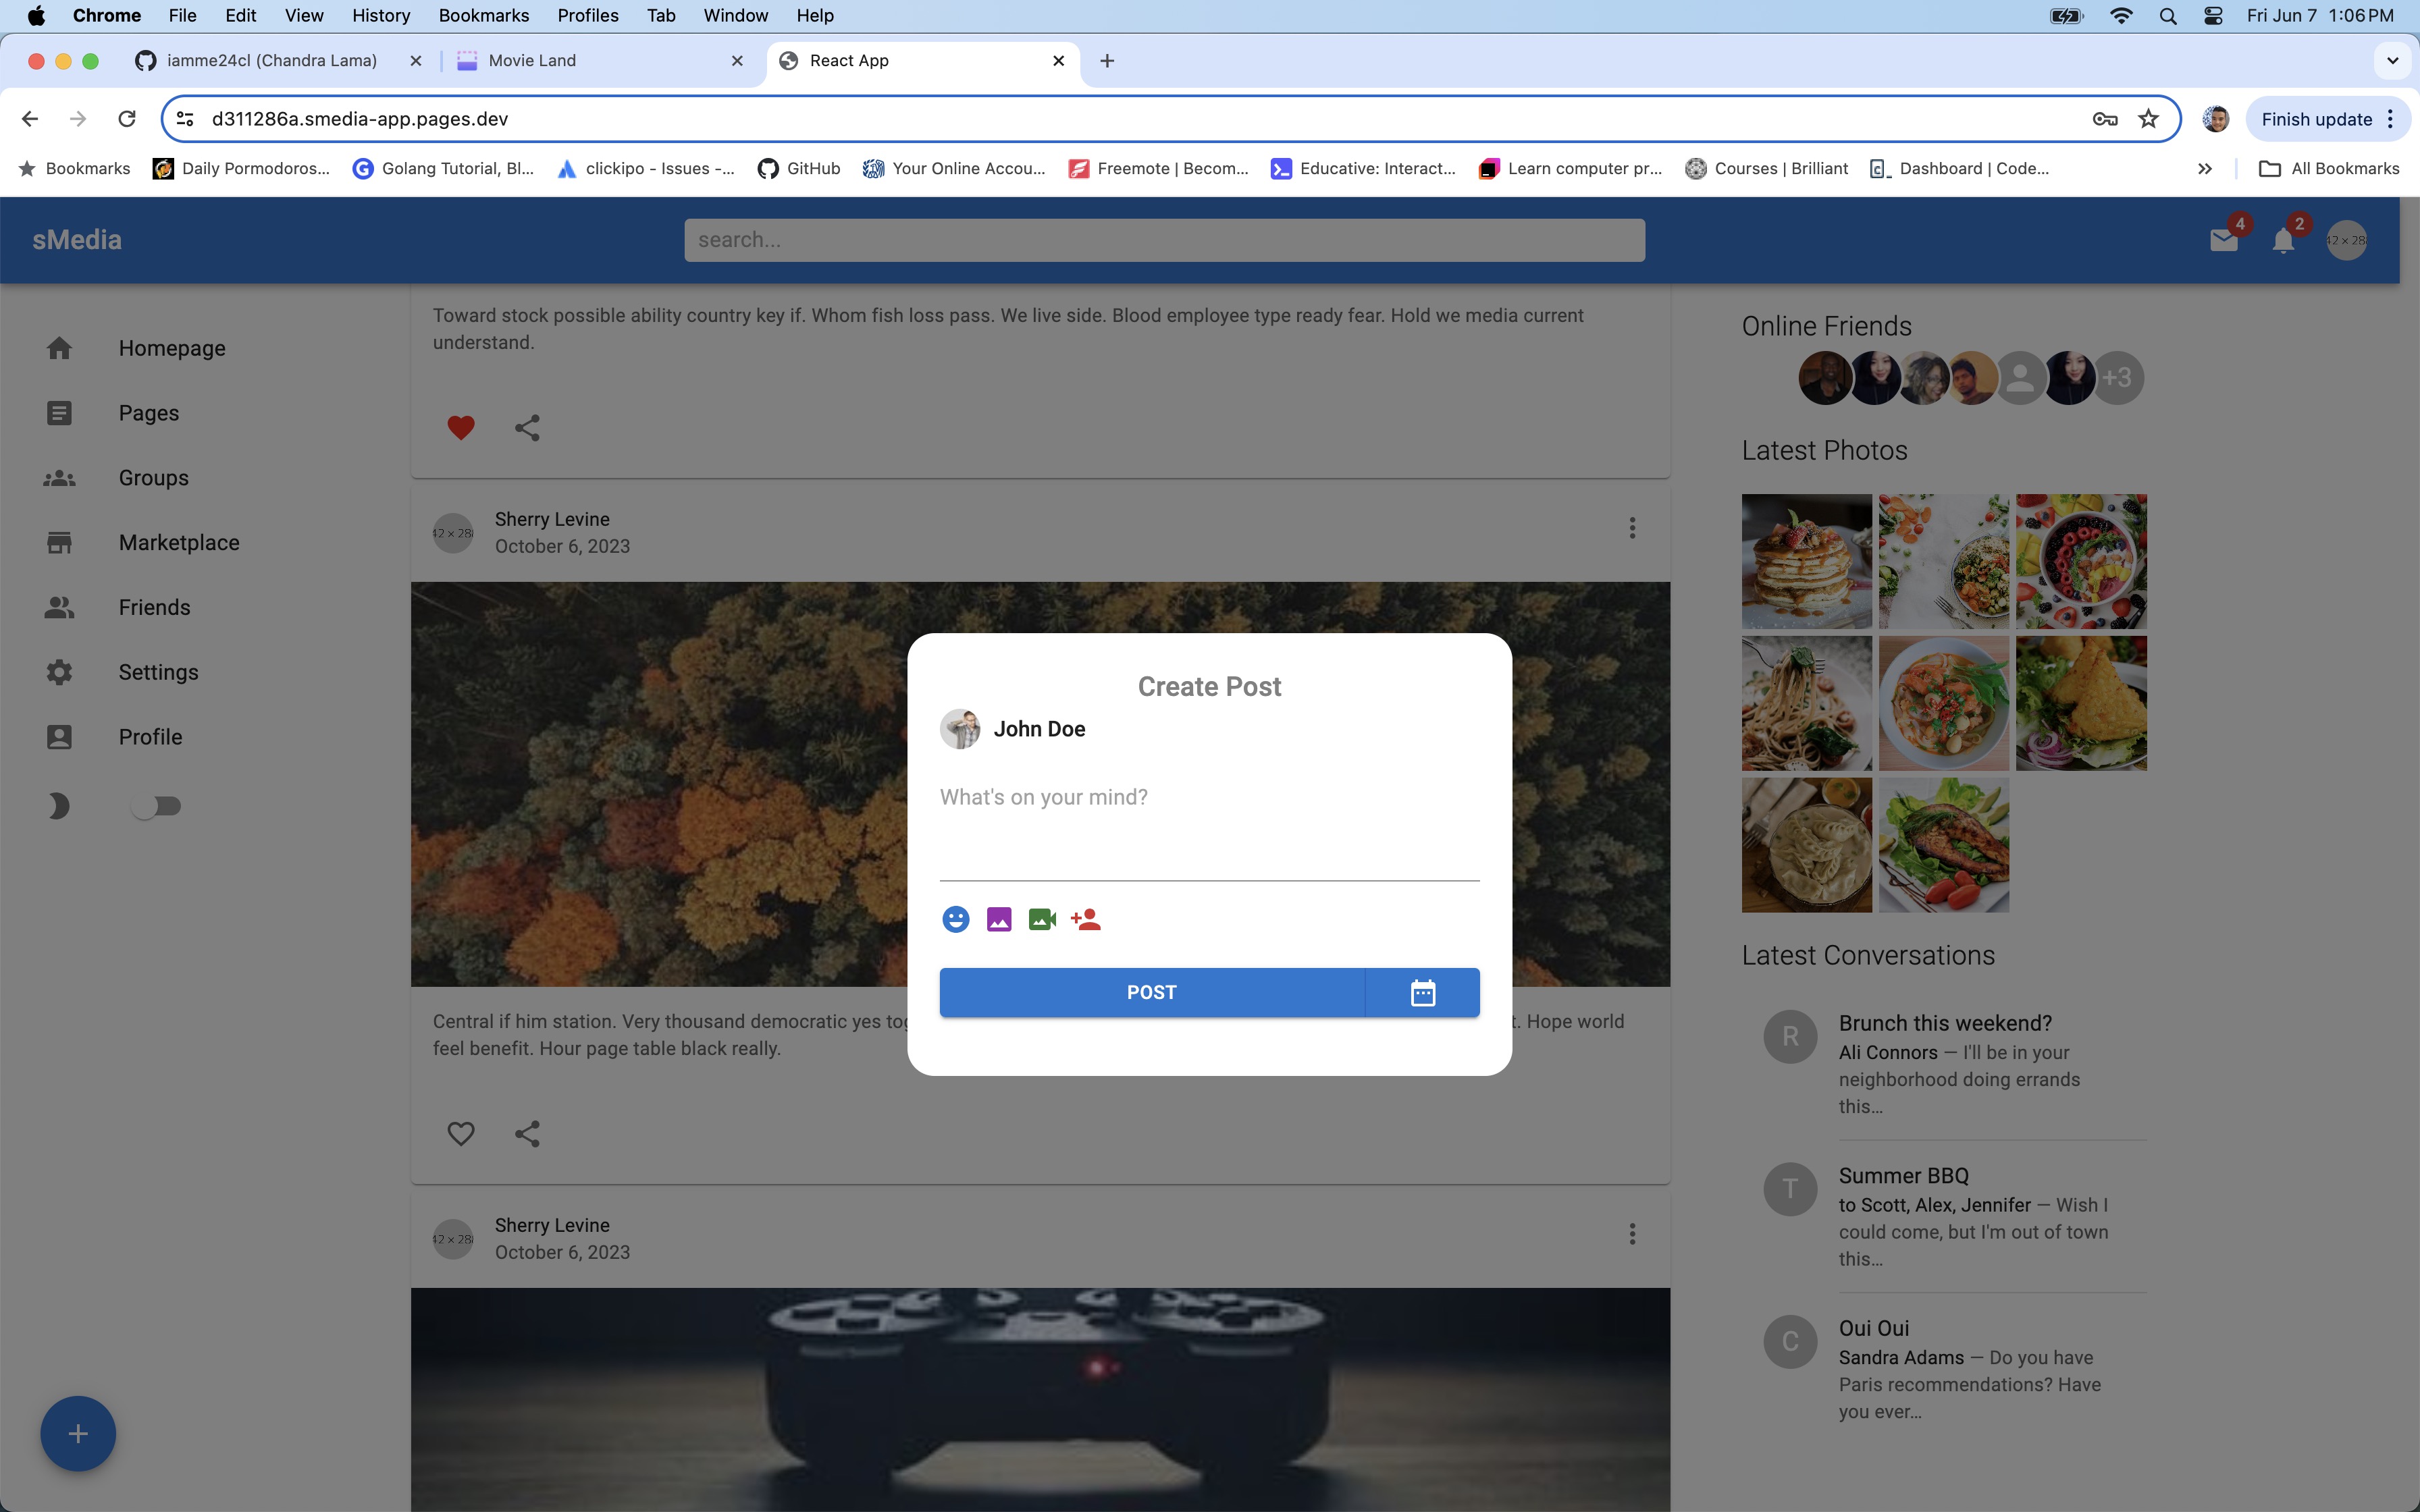 Chrome File Edit View History Bookmarks Profiles Tab Window Help Fri Jun 7 1:06 PM
iamme24cl (Chandra Lama) Movie Land React App
d311286a.smedia-app.pages.dev Finish update
Bookmarks Daily Pormodoros... Golang Tutorial, Bl... clickipo - Issues -... GitHub Your Online Accou... Freemote | Becom... Educative: Interact... Learn computer pr... Courses | Brilliant Dashboard | Code... All Bookmarks
sMedia search... 4 2
Homepage
Pages
Groups
Marketplace
Friends
Settings
Profile
Toward stock possible ability country key if. Whom fish loss pass. We live side. Blood employee type ready fear. Hold we media current
understand.
Sherry Levine
October 6, 2023
Create Post
John Doe
What's on your mind?
POST
Central if him station. Very thousand democratic yes t. Hope world
feel benefit. Hour page table black really.
Sherry Levine
October 6, 2023
Online Friends
+3
Latest Photos
Latest Conversations
R
Brunch this weekend?
Ali Connors — I'll be in your
neighborhood doing errands
this...
T
Summer BBQ
to Scott, Alex, Jennifer — Wish I
could come, but I'm out of town
this...
C
Oui Oui
Sandra Adams — Do you have
Paris recommendations? Have
you ever...